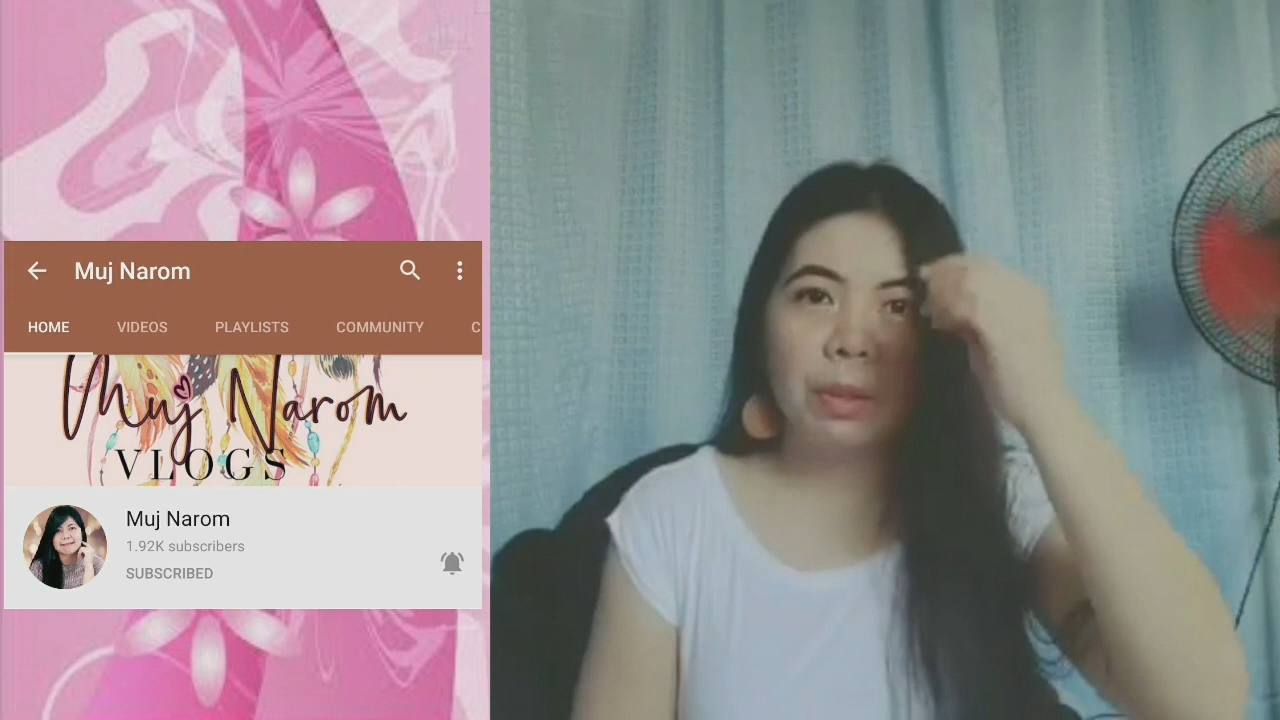 Muj Narom
HOME VIDEOS PLAYLISTS COMMUNITY C
Muj Narom
VLOGS
Muj Narom
1.92K subscribers
SUBSCRIBED